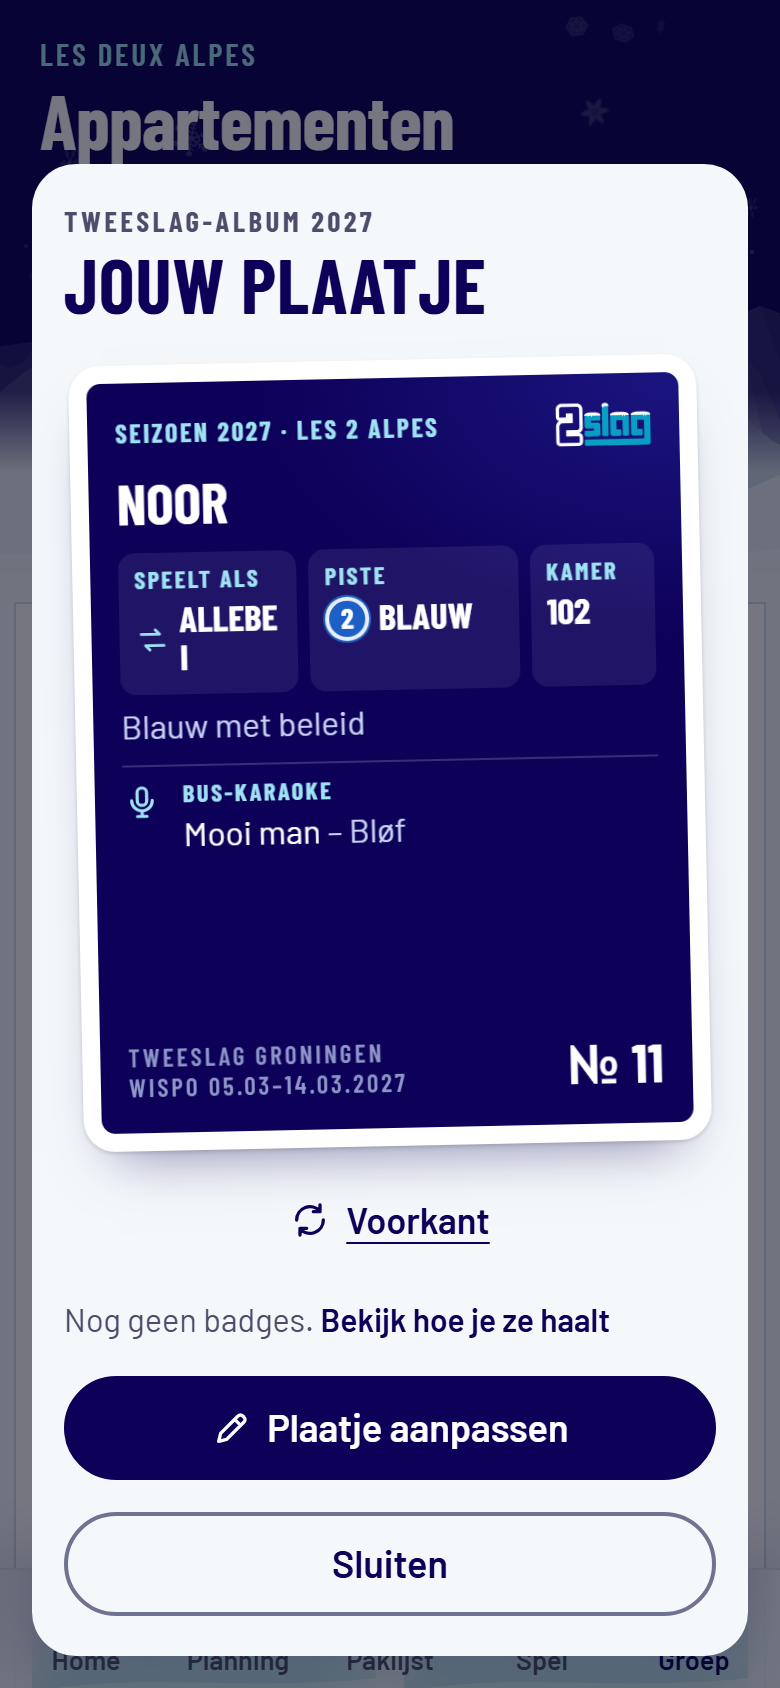 LES DEUX ALPES
Appartementen
TWEESLAG-ALBUM 2027
JOUW PLAATJE
SEIZOEN 2027 · LES 2 ALPES
2slag
NOOR
SPEELT ALS
ALLEBE
I
PISTE
2 BLAUW
KAMER
102
Blauw met beleid
BUS-KARAOKE
Mooi man – Bløf
TWEESLAG GRONINGEN
WISPO 05.03–14.03.2027
№ 11
Voorkant
Nog geen badges. Bekijk hoe je ze haalt
Plaatje aanpassen
Sluiten
Home Planning Paklijst Spel Groep